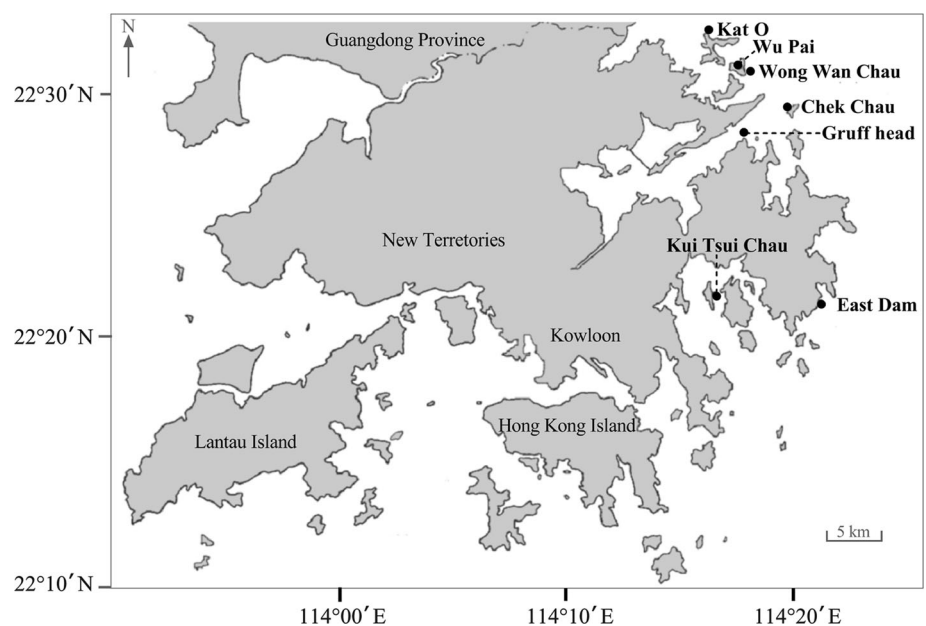 N
Guangdong Province
Kat O
Wu Pai
Wong Wan Chau
22°30′N
Chek Chau
Gruff head
New Terretories
Kui Tsui Chau
East Dam
22°20′N
Kowloon
Hong Kong Island
Lantau Island
5 km
22°10′N
114°00′E
114°10′E
114°20′E